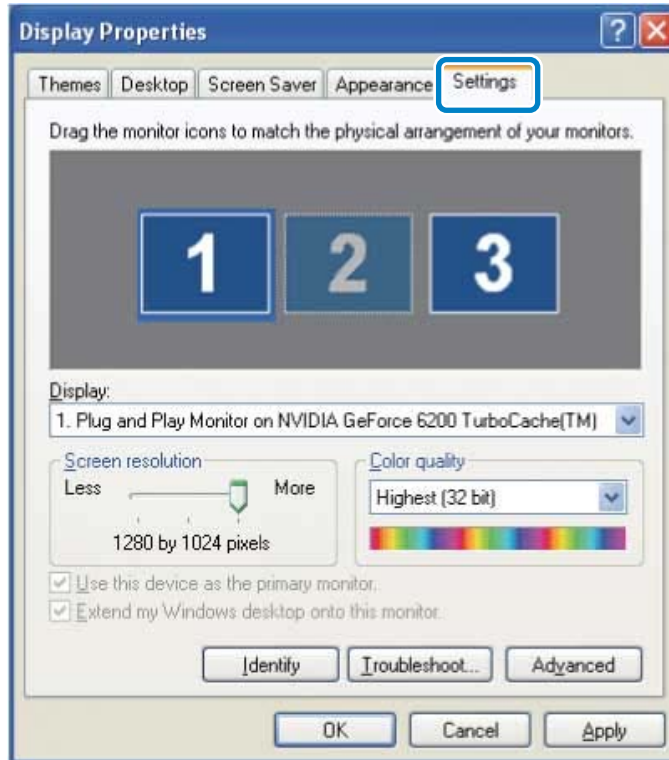 Display Properties
Themes Desktop Screen Saver Appearance Settings
Drag the monitor icons to match the physical arrangement of your monitors.
1 2 3
Display:
1. Plug and Play Monitor on NVIDIA GeForce 6200 TurboCache(TM)
Screen resolution Color quality
Less More Highest (32 bit)
1280 by 1024 pixels
Use this device as the primary monitor.
Extend my Windows desktop onto this monitor.
Identify Troubleshoot... Advanced
OK Cancel Apply